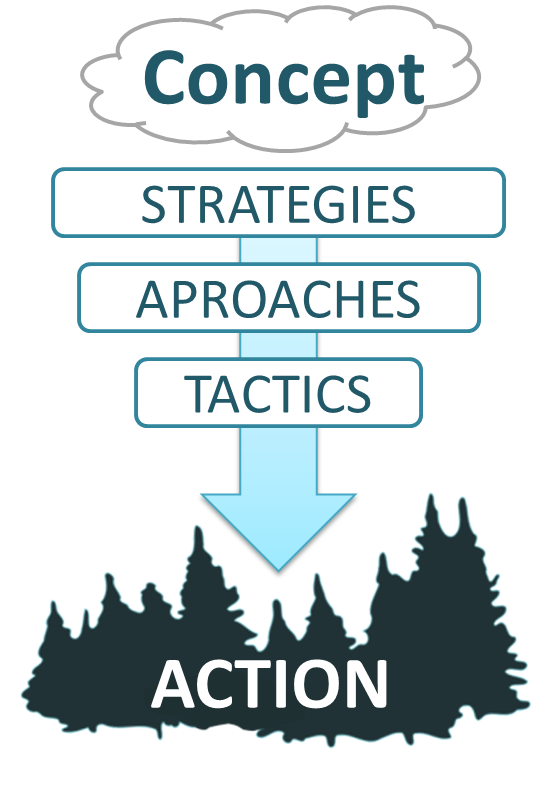 Concept
STRATEGIES
APROACHES
TACTICS
ACTION